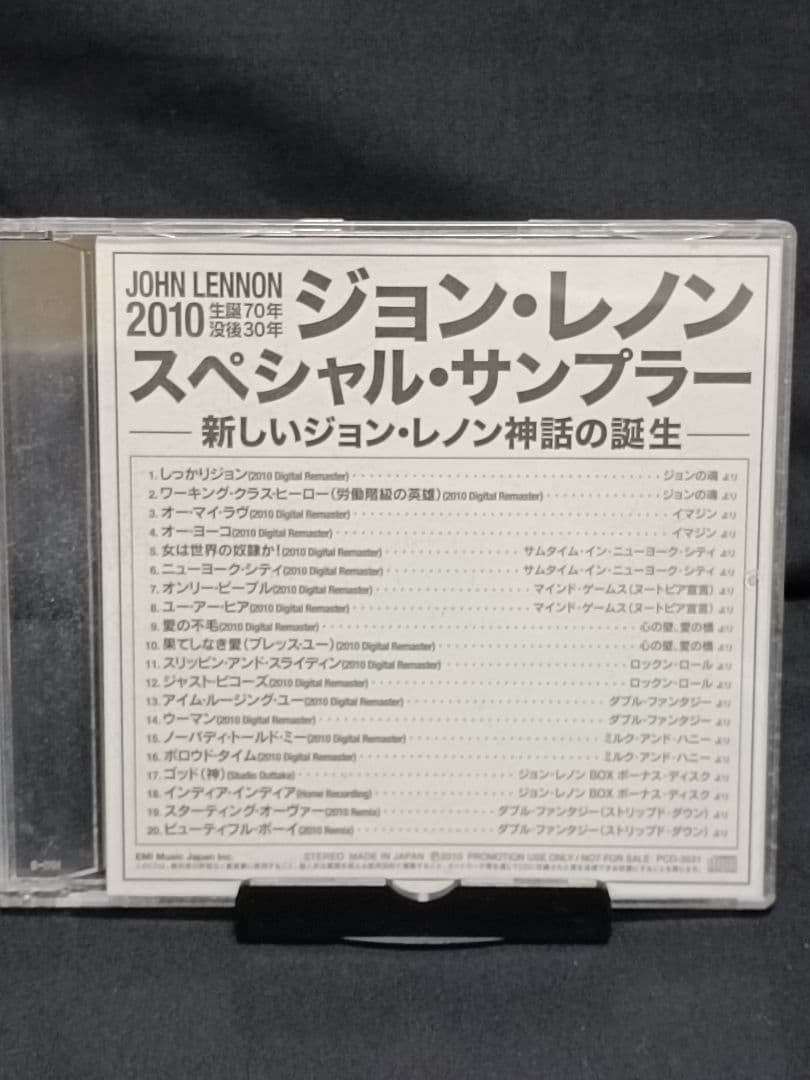 JOHN LENNON
2010 生誕70年 没後30年
ジョン・レノン
スペシャル・サンプラー
新しいジョン・レノン神話の誕生
1. しっかりジョン(2010 Digital Remaster) ジョンの魂 より
2. ワーキング・クラス・ヒーロー(労働階級の英雄)(2010 Digital Remaster) ジョンの魂 より
3. オー・マイ・ラヴ(2010 Digital Remaster) イマジン より
4. オー・ヨーコ(2010 Digital Remaster) イマジン より
5. 女は世界の奴隷か!(2010 Digital Remaster) サムタイム・イン・ニューヨーク・シティ より
6. ニューヨーク・シティ(2010 Digital Remaster) サムタイム・イン・ニューヨーク・シティ より
7. オンリー・ピープル(2010 Digital Remaster) マインド・ゲームス(ヌートピア宣言) より
8. ユー・アー・ヒア(2010 Digital Remaster) マインド・ゲームス(ヌートピア宣言) より
9. 愛の不毛(2010 Digital Remaster) 心の壁、愛の橋 より
10. 果てしなき愛(ブレッス・ユー)(2010 Digital Remaster) 心の壁、愛の橋 より
11. スリッピン・アンド・スライディン(2010 Digital Remaster) ロックン・ロール より
12. ジャスト・ビコーズ(2010 Digital Remaster) ロックン・ロール より
13. アイム・ルージング・ユー(2010 Digital Remaster) ダブル・ファンタジー より
14. ウーマン(2010 Digital Remaster) ダブル・ファンタジー より
15. ノーバディ・トールド・ミー(2010 Digital Remaster) ミルク・アンド・ハニー より
16. ボロウド・タイム(2010 Digital Remaster) ミルク・アンド・ハニー より
17. ゴッド(神)(Studio Outtake) ジョン・レノン BOX ボーナス・ディスク より
18. インディア・インディア(Home Recording) ジョン・レノン BOX ボーナス・ディスク より
19. スターティング・オーヴァー(2010 Remix) ダブル・ファンタジー(ストリップド・ダウン) より
20. ビューティフル・ボーイ(2010 Remix) ダブル・ファンタジー(ストリップド・ダウン) より
EMI Music Japan Inc. STEREO MADE IN JAPAN ℗2010 PROMOTION USE ONLY / NOT FOR SALE